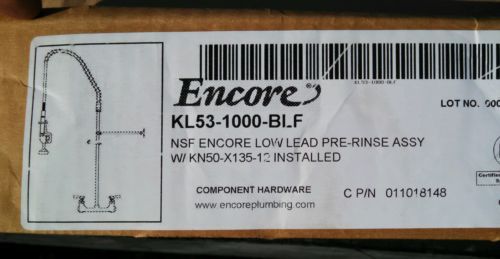 KL53-1000-BLF
Encore
LOT NO.
KL53-1000-BLF
NSF ENCORE LOW LEAD PRE-RINSE ASSY
W/ KN50-X135-12 INSTALLED
COMPONENT HARDWARE
C P/N 011018148
www.encoreplumbing.com